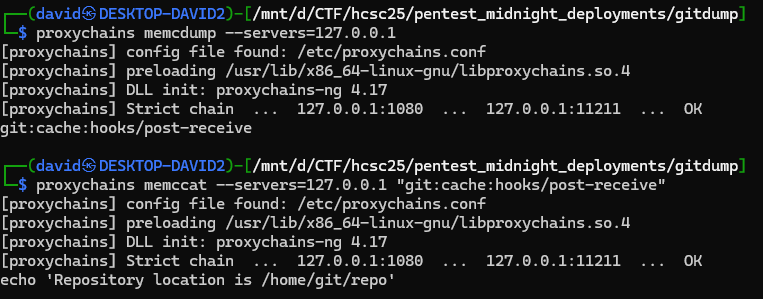 ┌──(david㉿DESKTOP-DAVID2)-[/mnt/d/CTF/hcsc25/pentest_midnight_deployments/gitdump]
└─$ proxychains memcdump --servers=127.0.0.1
[proxychains] config file found: /etc/proxychains.conf
[proxychains] preloading /usr/lib/x86_64-linux-gnu/libproxychains.so.4
[proxychains] DLL init: proxychains-ng 4.17
[proxychains] Strict chain  ...  127.0.0.1:1080  ...  127.0.0.1:11211  ...  OK
git:cache:hooks/post-receive
┌──(david㉿DESKTOP-DAVID2)-[/mnt/d/CTF/hcsc25/pentest_midnight_deployments/gitdump]
└─$ proxychains memccat --servers=127.0.0.1 "git:cache:hooks/post-receive"
[proxychains] config file found: /etc/proxychains.conf
[proxychains] preloading /usr/lib/x86_64-linux-gnu/libproxychains.so.4
[proxychains] DLL init: proxychains-ng 4.17
[proxychains] Strict chain  ...  127.0.0.1:1080  ...  127.0.0.1:11211  ...  OK
echo 'Repository location is /home/git/repo'